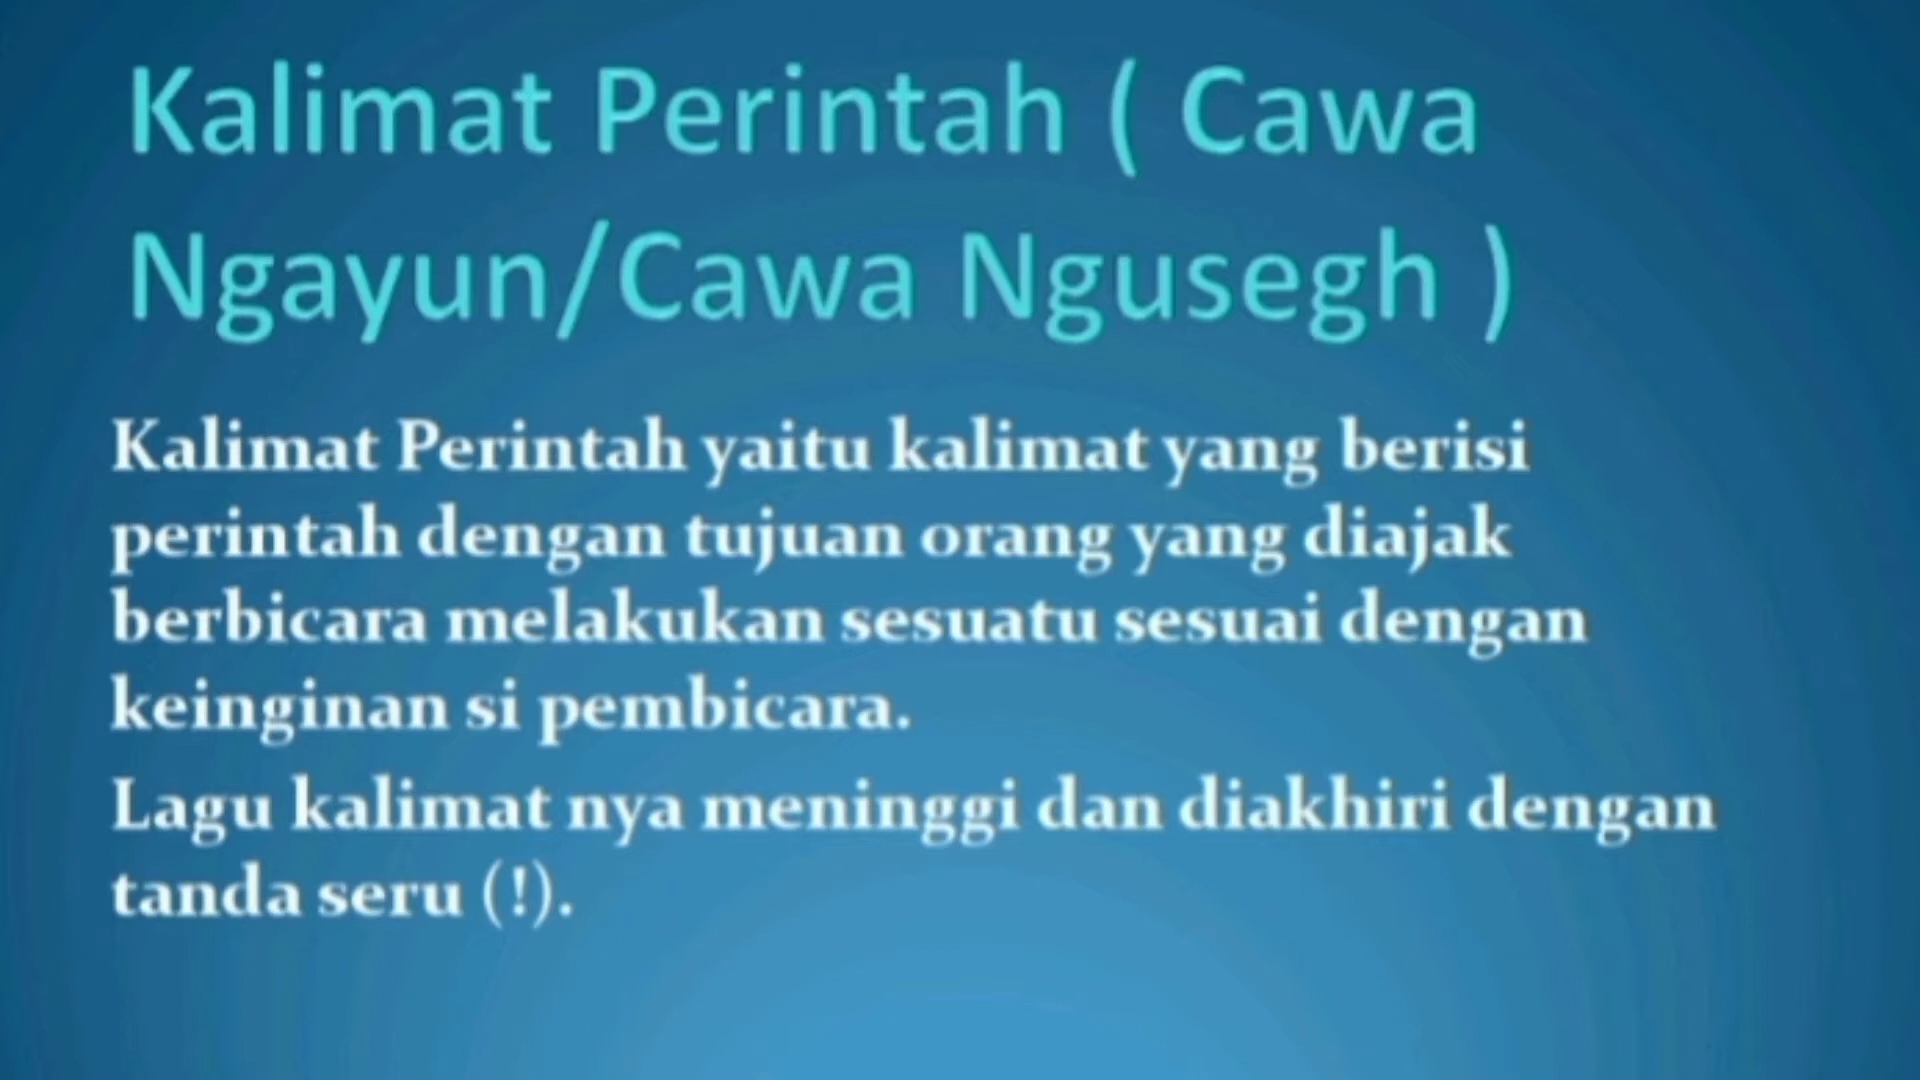 Kalimat Perintah ( Cawa
Ngayun/Cawa Ngusegh )
Kalimat Perintah yaitu kalimat yang berisi
perintah dengan tujuan orang yang diajak
berbicara melakukan sesuatu sesuai dengan
keinginan si pembicara.
Lagu kalimat nya meninggi dan diakhiri dengan
tanda seru (!).